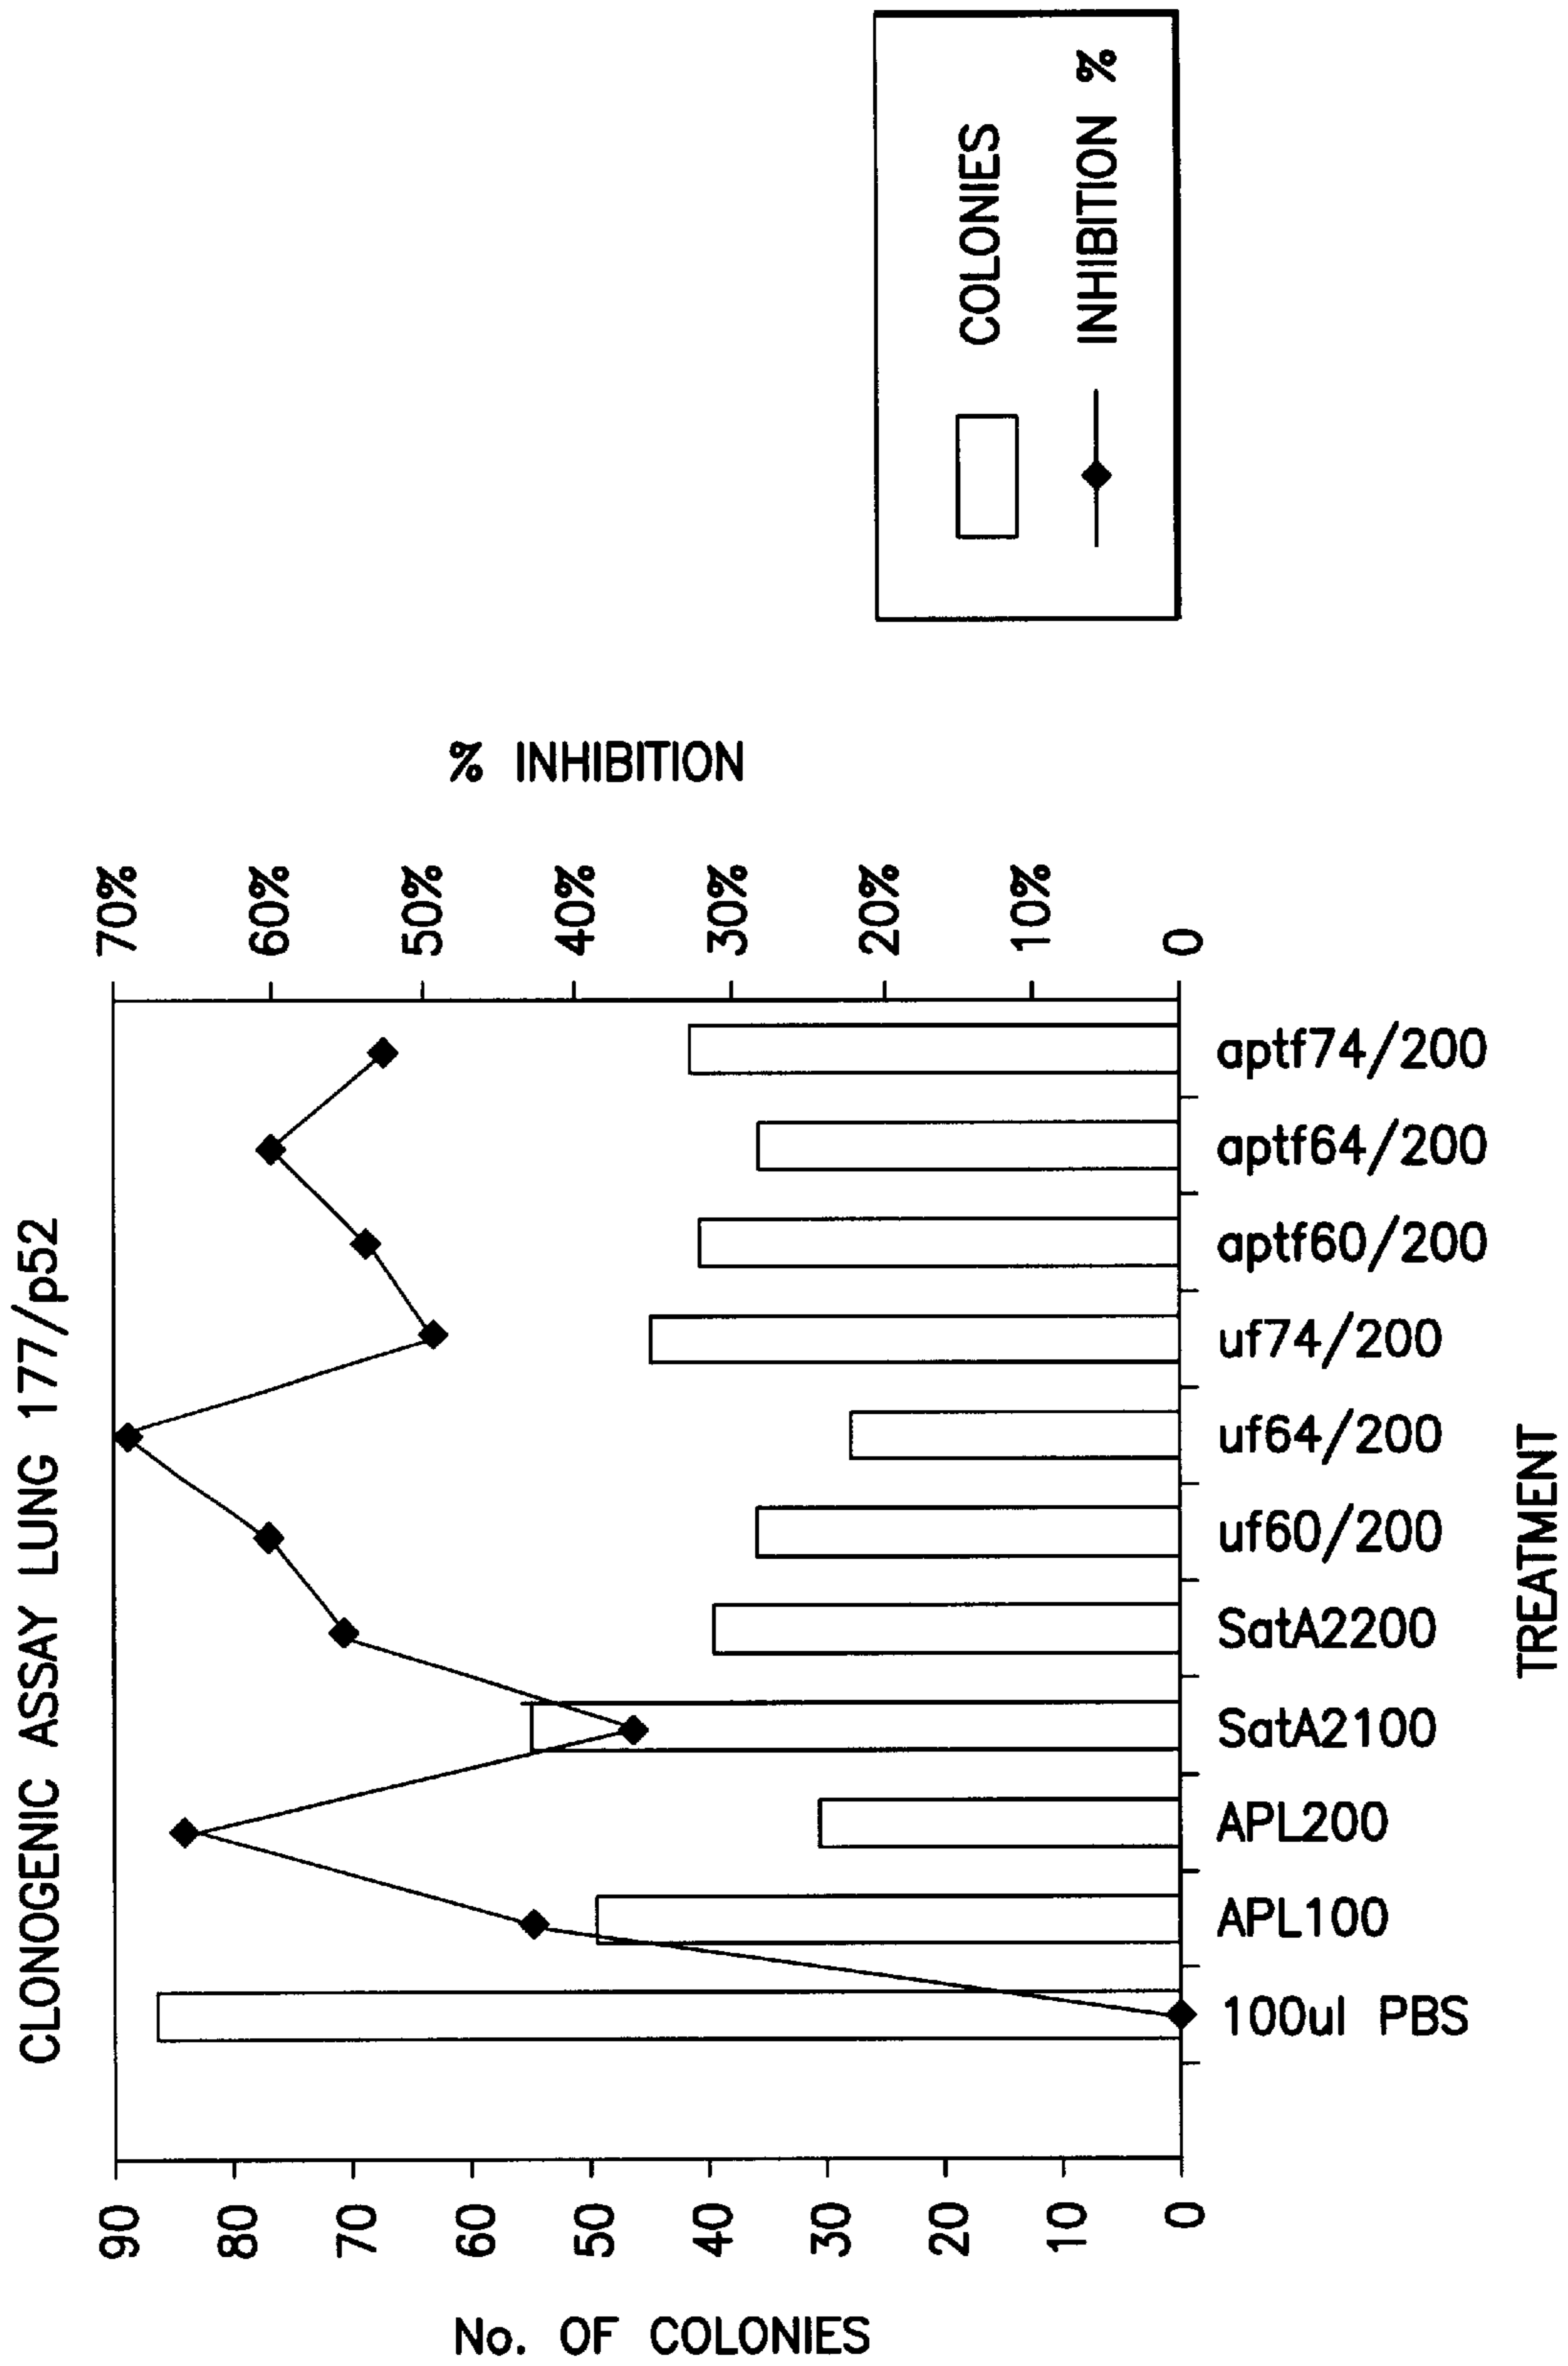 CLONOGENIC ASSAY LUNG 177/p52
No. OF COLONIES
90
80
70
60
50
40
30
20
10
0
% INHIBITION
70%
60%
50%
40%
30%
20%
10%
0
100ul PBS
APL100
APL200
SatA2100
SatA2200
uf60/200
uf64/200
uf74/200
aptf60/200
aptf64/200
aptf74/200
TREATMENT
COLONIES
INHIBITION %